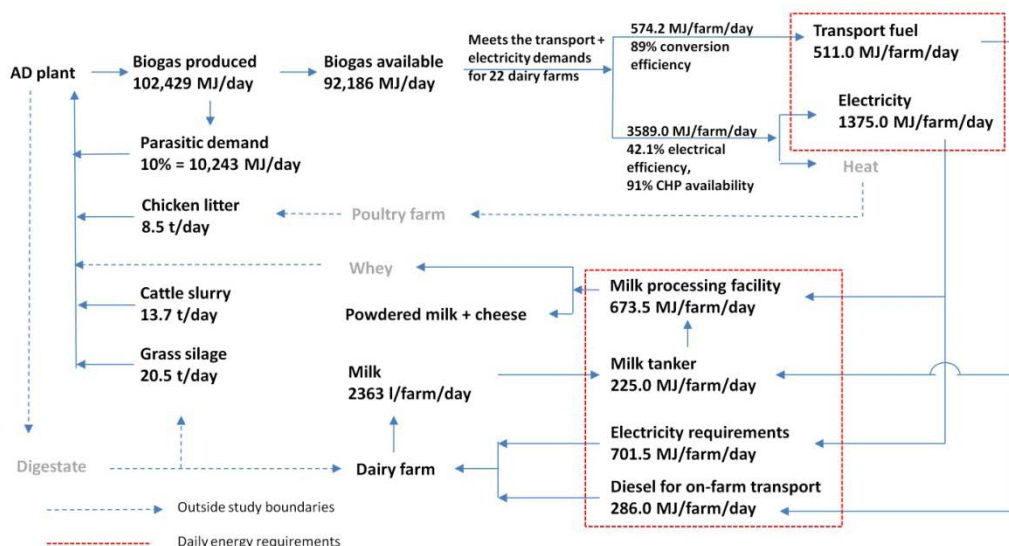 AD plant
Biogas produced
102,429 MJ/day
Biogas available
92,186 MJ/day
Meets the transport +
electricity demands
for 22 dairy farms
574.2 MJ/farm/day
89% conversion
efficiency
Transport fuel
511.0 MJ/farm/day
Electricity
1375.0 MJ/farm/day
3589.0 MJ/farm/day
42.1% electrical
efficiency,
91% CHP availability
Heat
Parasitic demand
10% = 10,243 MJ/day
Chicken litter
8.5 t/day
Poultry farm
Whey
Cattle slurry
13.7 t/day
Powdered milk + cheese
Milk processing facility
673.5 MJ/farm/day
Grass silage
20.5 t/day
Milk
2363 l/farm/day
Milk tanker
225.0 MJ/farm/day
Electricity requirements
701.5 MJ/farm/day
Digestate
Dairy farm
Diesel for on-farm transport
286.0 MJ/farm/day
Outside study boundaries
Daily energy requirements